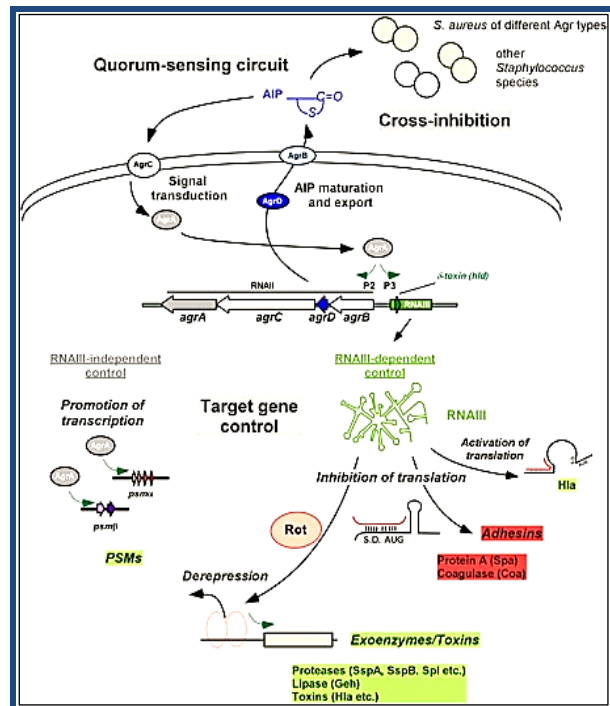 S. aureus of different Agr types
other
Staphylococcus
species
Quorum-sensing circuit
AIP
C=O
S
Cross-inhibition
AgrC
AgrB
Signal
transduction
AgrD
AIP maturation
and export
AgrA
AgrA
RNAII
P2
P3
δ-toxin (hld)
RNAIII
agrA
agrC
agrD
agrB
RNAIII-independent
control
RNAIII-dependent
control
Promotion of
transcription
Target gene
control
RNAIII
Activation of
translation
AgrA
psmα
AgrA
psmβ
PSMs
Inhibition of translation
Hla
Rot
S.D. AUG
Adhesins
Protein A (Spa)
Coagulase (Coa)
Derepression
Exoenzymes/Toxins
Proteases (SspA, SspB. Spl etc.)
Lipase (Geh)
Toxins (Hla etc.)